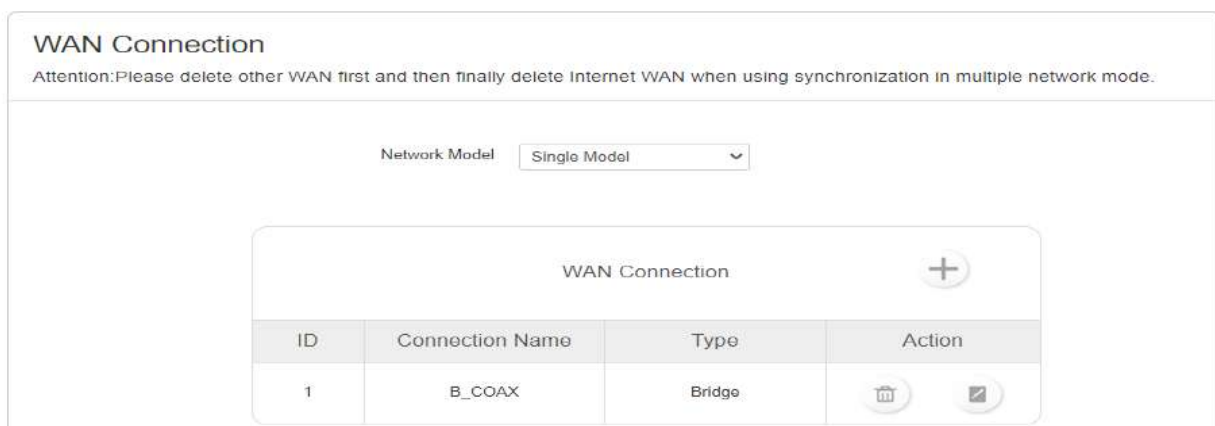 WAN Connection
Attention:Please delete other WAN first and then finally delete Internet WAN when using synchronization in multiple network mode.
Network Model Single Model
WAN Connection
ID Connection Name Type Action
1 B_COAX Bridge